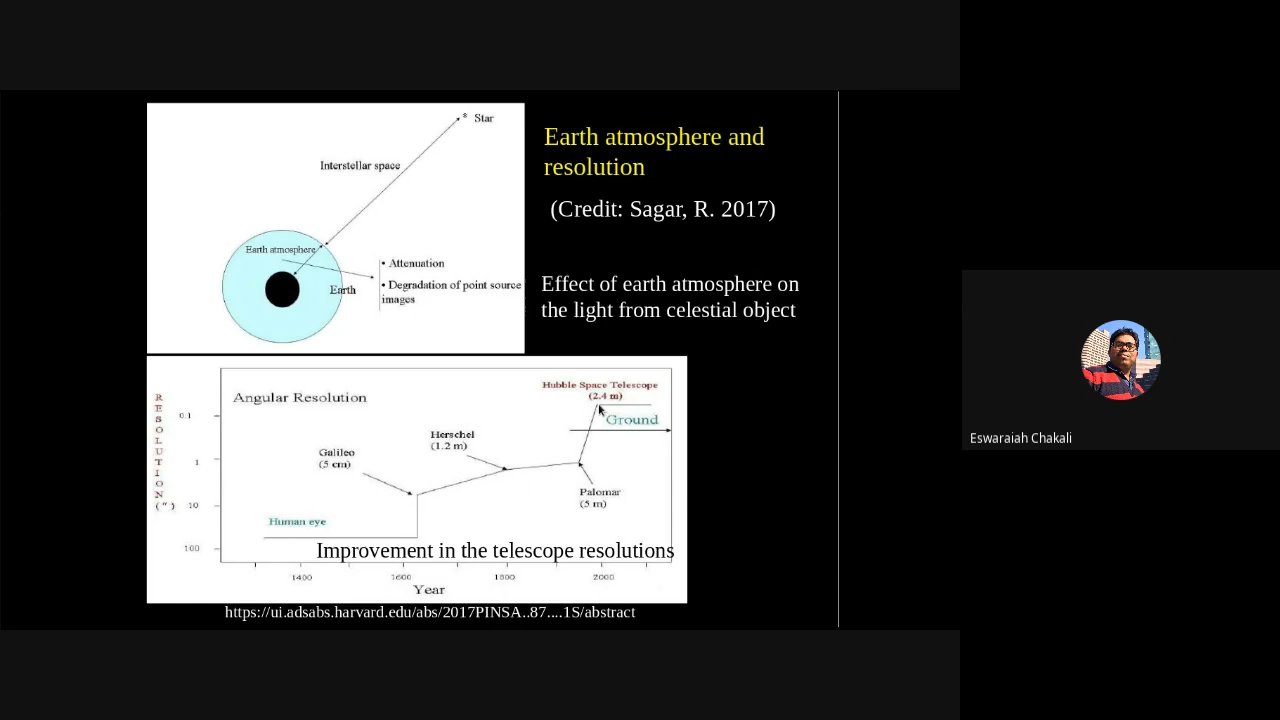 * Star
Interstellar space
Earth atmosphere
Earth
• Attenuation
• Degradation of point source
images
Earth atmosphere and
resolution
(Credit: Sagar, R. 2017)
Effect of earth atmosphere on
the light from celestial object
RESOLUTION (")
0.1
1
10
100
Angular Resolution
Hubble Space Telescope
(2.4 m)
Ground
Herschel
(1.2 m)
Galileo
(5 cm)
Palomar
(5 m)
Human eye
Improvement in the telescope resolutions
1400 1600 1800 2000
Year
https://ui.adsabs.harvard.edu/abs/2017PINSA..87....1S/abstract
Eswaraiah Chakali